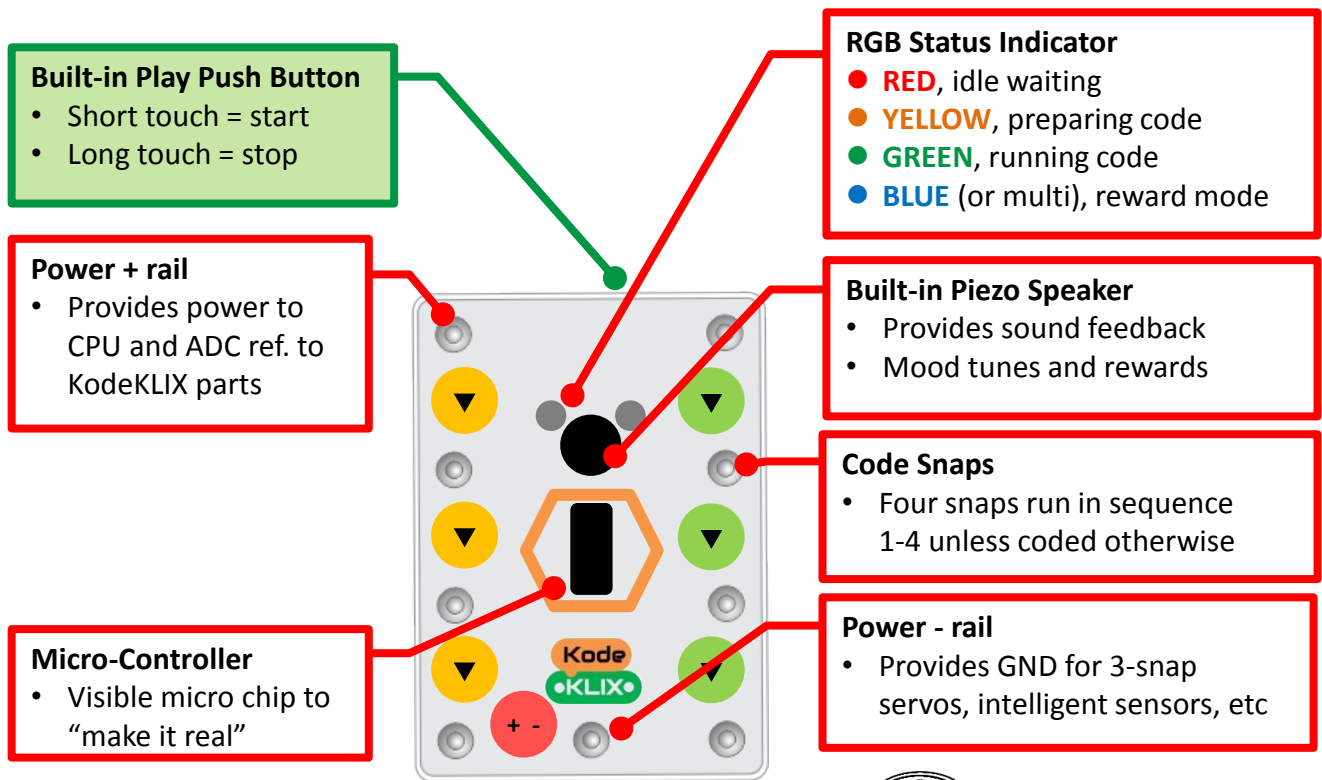 Built-in Play Push Button
• Short touch = start
• Long touch = stop
Power + rail
• Provides power to
CPU and ADC ref. to
KodeKLIX parts
Micro-Controller
• Visible micro chip to
“make it real”
RGB Status Indicator
● RED, idle waiting
● YELLOW, preparing code
● GREEN, running code
● BLUE (or multi), reward mode
Built-in Piezo Speaker
• Provides sound feedback
• Mood tunes and rewards
Code Snaps
• Four snaps run in sequence
1-4 unless coded otherwise
Power - rail
• Provides GND for 3-snap
servos, intelligent sensors, etc
Kode
•KLIX•
+ -